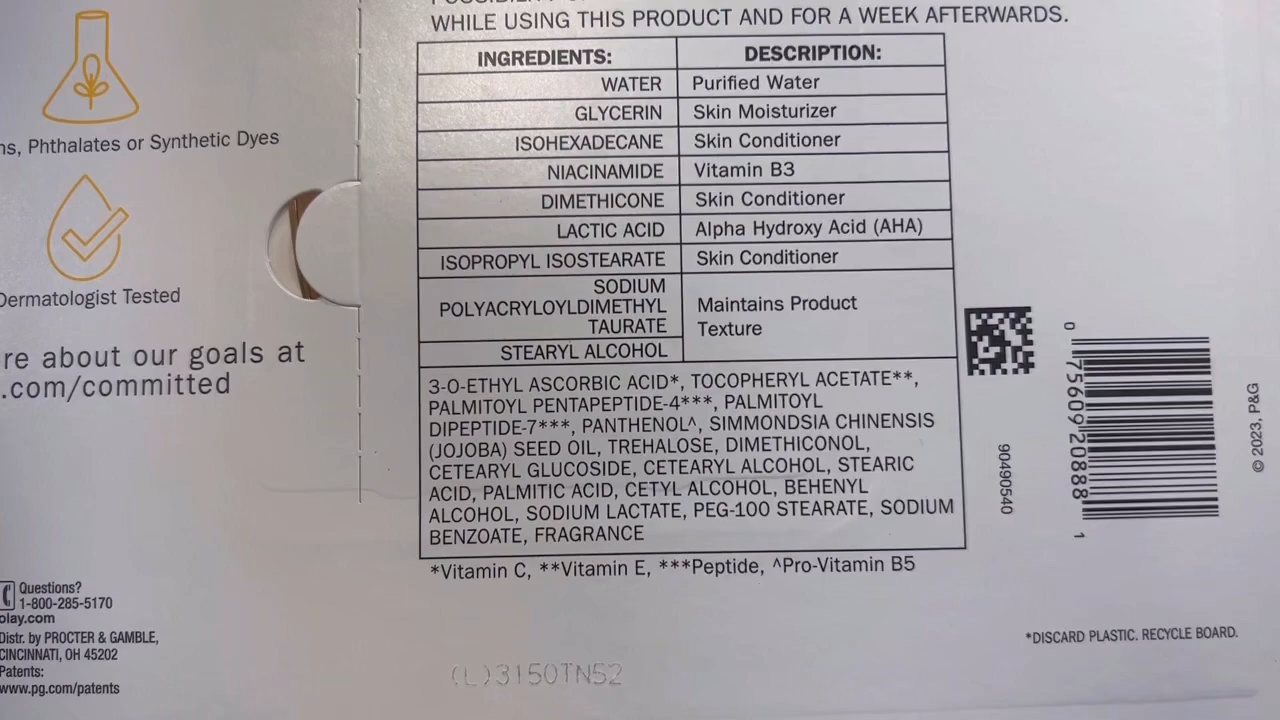 WHILE USING THIS PRODUCT AND FOR A WEEK AFTERWARDS.
INGREDIENTS: DESCRIPTION:
WATER Purified Water
GLYCERIN Skin Moisturizer
ISOHEXADECANE Skin Conditioner
NIACINAMIDE Vitamin B3
DIMETHICONE Skin Conditioner
LACTIC ACID Alpha Hydroxy Acid (AHA)
ISOPROPYL ISOSTEARATE Skin Conditioner
SODIUM
POLYACRYLOYLDIMETHYL
TAURATE
STEARYL ALCOHOL
Maintains Product
Texture
3-O-ETHYL ASCORBIC ACID*, TOCOPHERYL ACETATE**,
PALMITOYL PENTAPEPTIDE-4***, PALMITOYL
DIPEPTIDE-7***, PANTHENOL^, SIMMONDSIA CHINENSIS
(JOJOBA) SEED OIL, TREHALOSE, DIMETHICONOL,
CETEARYL GLUCOSIDE, CETEARYL ALCOHOL, STEARIC
ACID, PALMITIC ACID, CETYL ALCOHOL, BEHENYL
ALCOHOL, SODIUM LACTATE, PEG-100 STEARATE, SODIUM
BENZOATE, FRAGRANCE
*Vitamin C, **Vitamin E, ***Peptide, ^Pro-Vitamin B5
Phthalates or Synthetic Dyes
Dermatologist Tested
re about our goals at
.com/committed
Questions?
1-800-285-5170
olay.com
Distr. by PROCTER & GAMBLE,
CINCINNATI, OH 45202
Patents:
www.pg.com/patents
(L)3150TN52
90490540
0 75609 20888 1
© 2023, P&G
*DISCARD PLASTIC. RECYCLE BOARD.